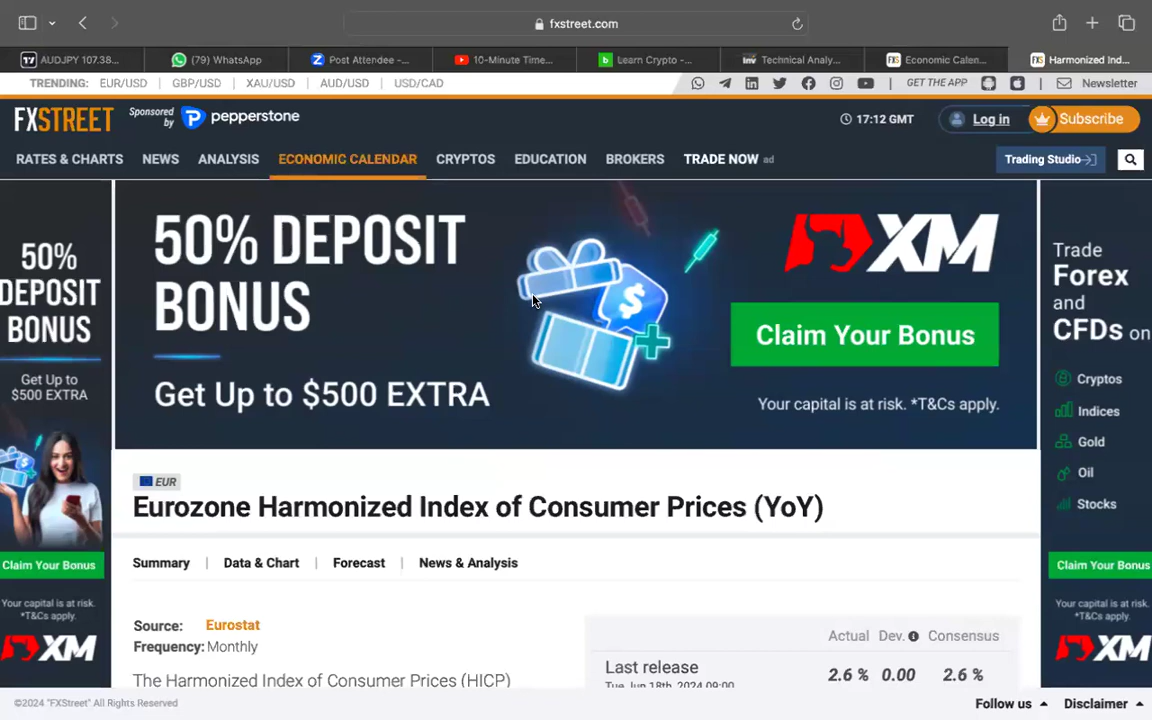 fxstreet.com
AUDJPY 107.38...
(79) WhatsApp
Post Attendee –...
10-Minute Time...
Learn Crypto -...
Technical Analy...
Economic Calen...
Harmonized Ind...
TRENDING: EUR/USD GBP/USD XAU/USD AUD/USD USD/CAD
GET THE APP Newsletter
FXSTREET Sponsored by pepperstone
17:12 GMT Log in Subscribe
RATES & CHARTS NEWS ANALYSIS ECONOMIC CALENDAR CRYPTOS EDUCATION BROKERS TRADE NOW ad Trading Studio
50%
DEPOSIT
BONUS
Get Up to
$500 EXTRA
Claim Your Bonus
Your capital is at risk.
*T&Cs apply.
XM
50% DEPOSIT
BONUS
Get Up to $500 EXTRA
XM
Claim Your Bonus
Your capital is at risk. *T&Cs apply.
Trade
Forex
and
CFDs on
Cryptos
Indices
Gold
Oil
Stocks
Claim Your Bonus
Your capital is at risk.
*T&Cs apply.
XM
EUR
Eurozone Harmonized Index of Consumer Prices (YoY)
Summary | Data & Chart | Forecast | News & Analysis
Source: Eurostat
Frequency: Monthly
The Harmonized Index of Consumer Prices (HICP)
Actual Dev. Consensus
Last release 2.6 % 0.00 2.6 %
Tue, Jun 18th, 2024 09:00
©2024 "FXStreet" All Rights Reserved
Follow us Disclaimer